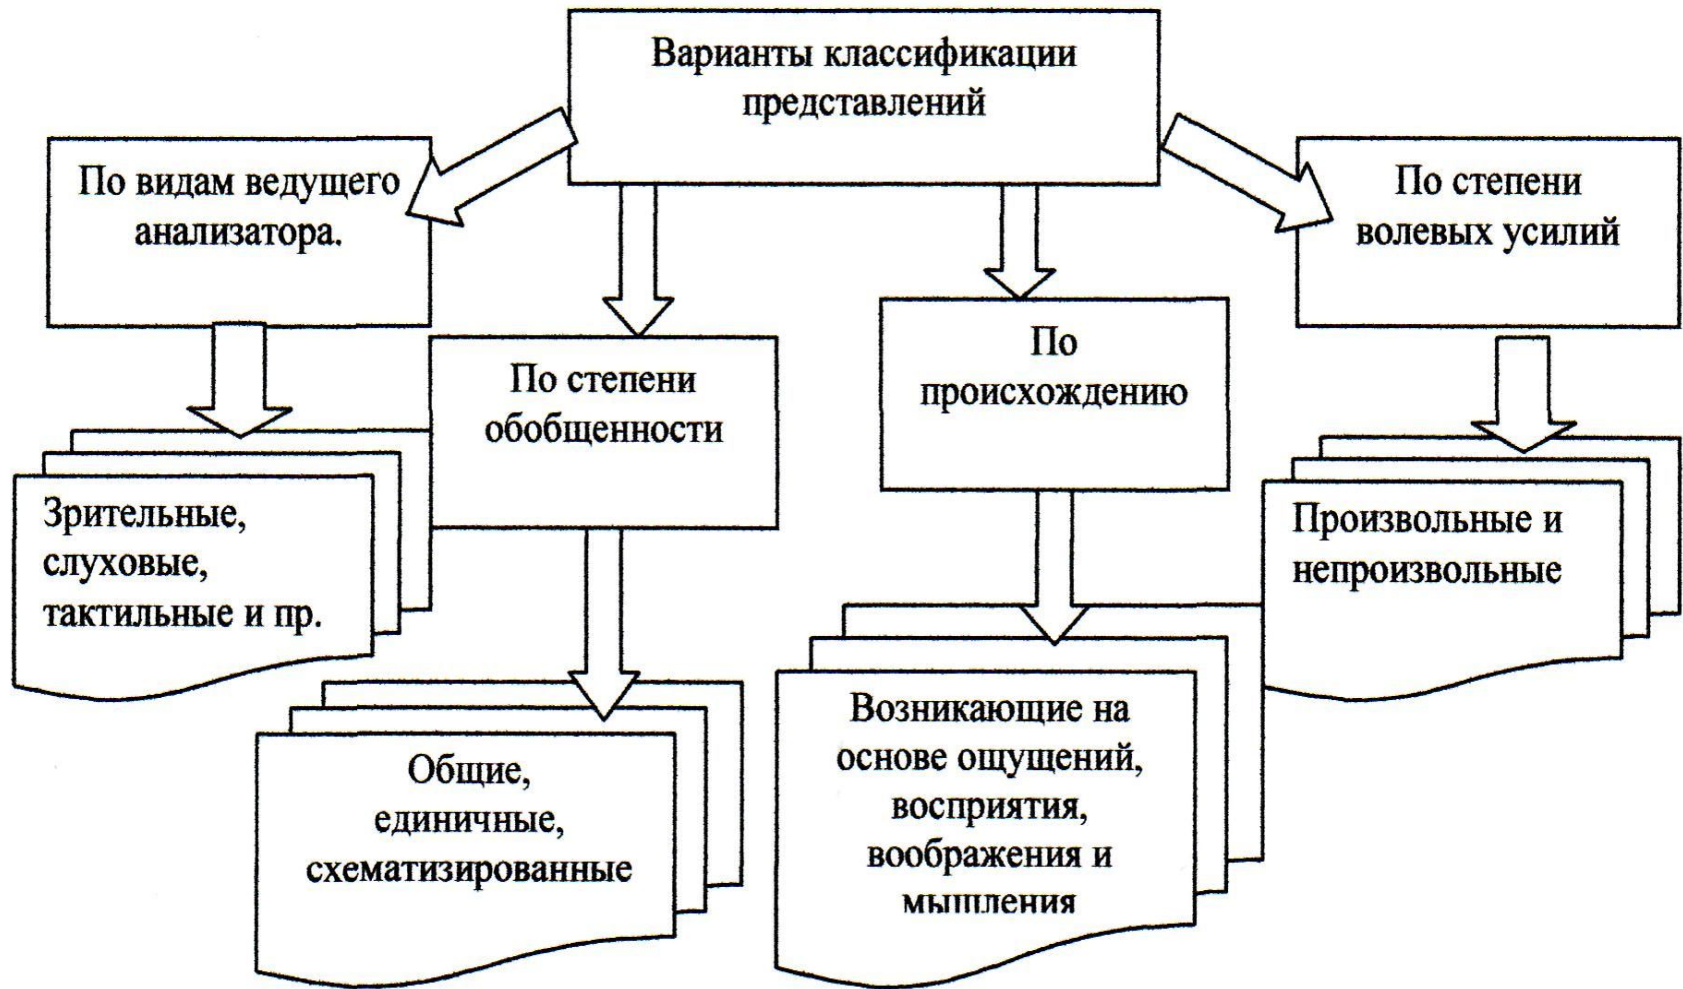 Варианты классификации
представлений
По видам ведущего
анализатора.
По степени
обобщенности
По
происхождению
По степени
волевых усилий
Зрительные,
слуховые,
тактильные и пр.
Общие,
единичные,
схематизированные
Возникающие на
основе ощущений,
восприятия,
воображения и
мышления
Произвольные и
непроизвольные